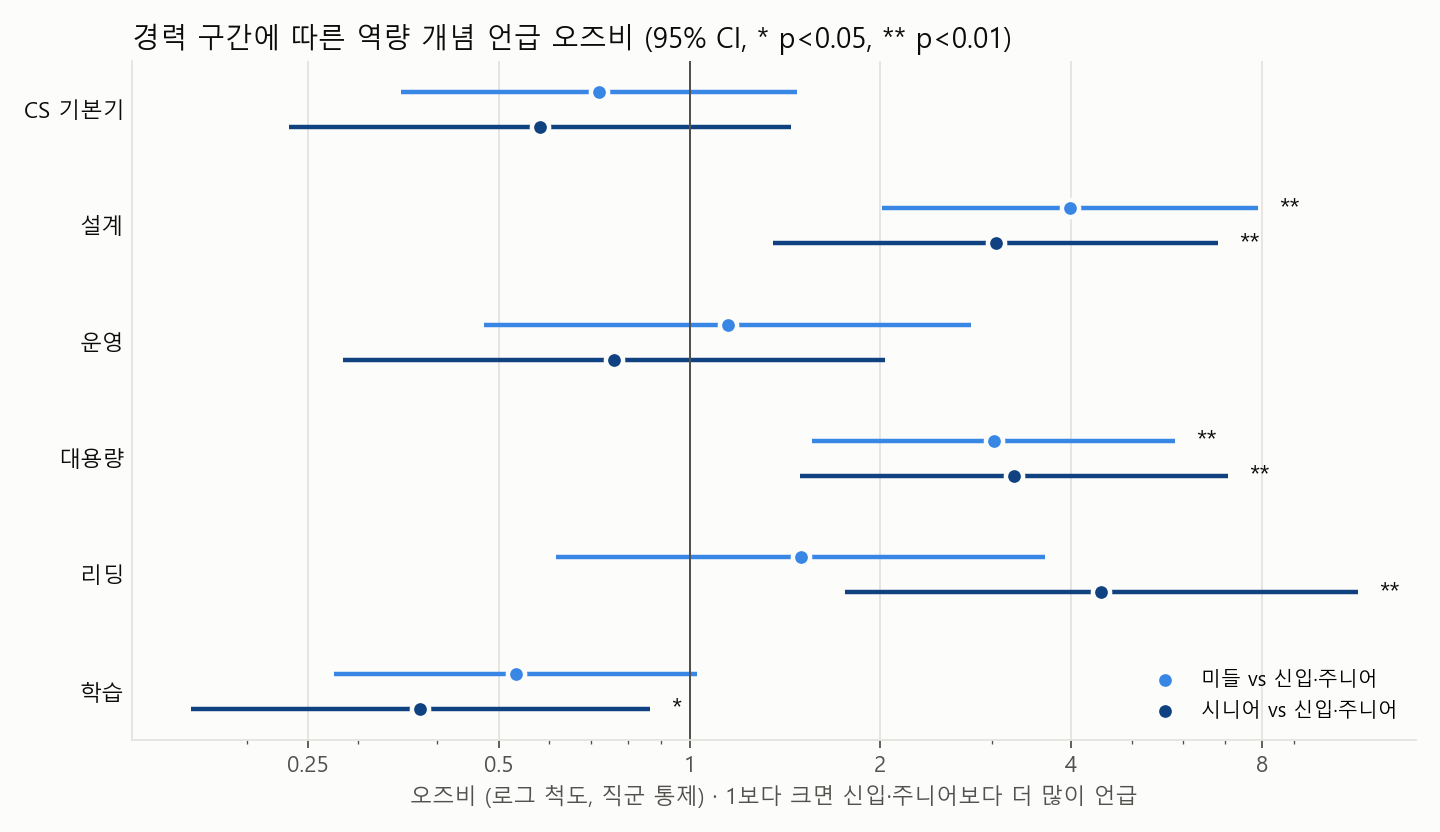 경력 구간에 따른 역량 개념 언급 오즈비 (95% CI, * p<0.05, ** p<0.01)
CS 기본기
설계
**
**
운영
대용량
**
**
리딩
**
학습
*
미들 vs 신입·주니어
시니어 vs 신입·주니어
0.25 0.5 1 2 4 8
오즈비 (로그 척도, 직군 통제) · 1보다 크면 신입·주니어보다 더 많이 언급